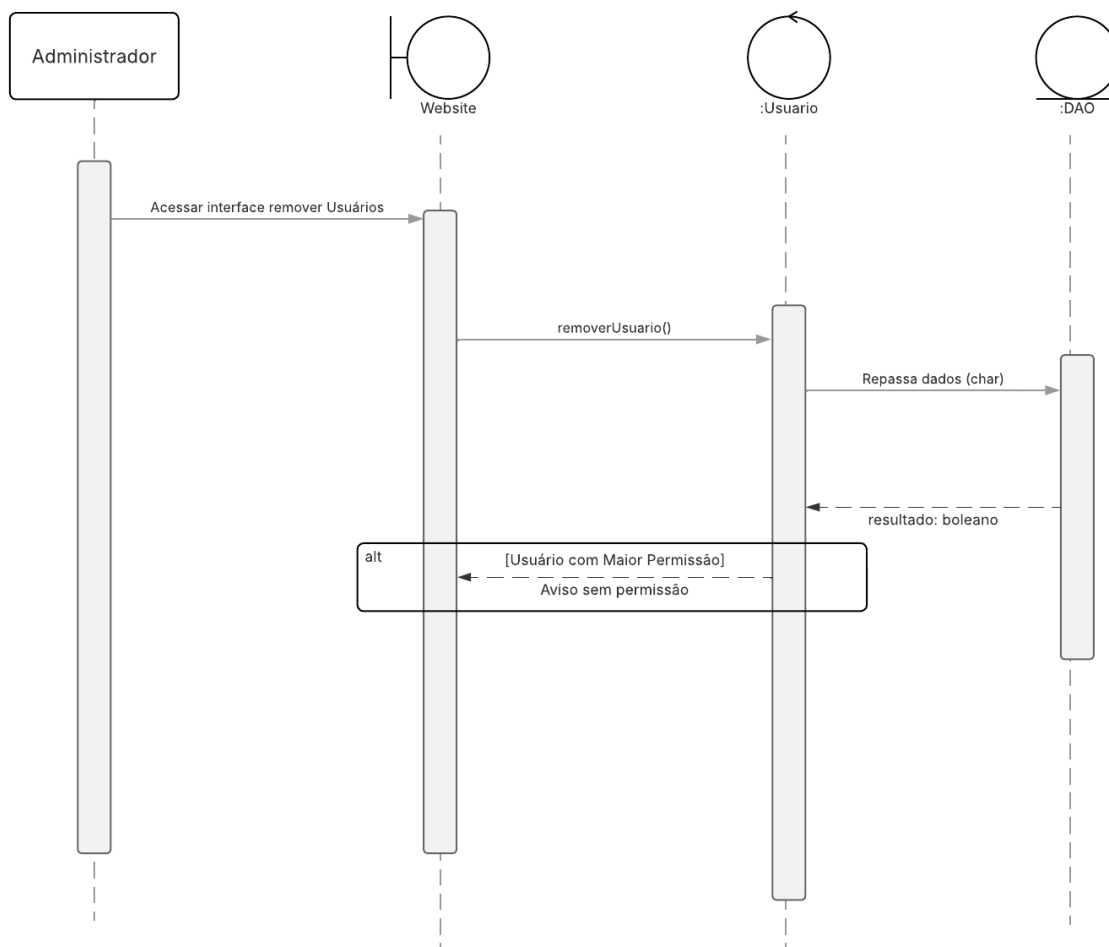 Administrador
Website
:Usuario
:DAO
Acessar interface remover Usuários
removerUsuario()
Repassa dados (char)
resultado: boleano
alt
[Usuário com Maior Permissão]
Aviso sem permissão